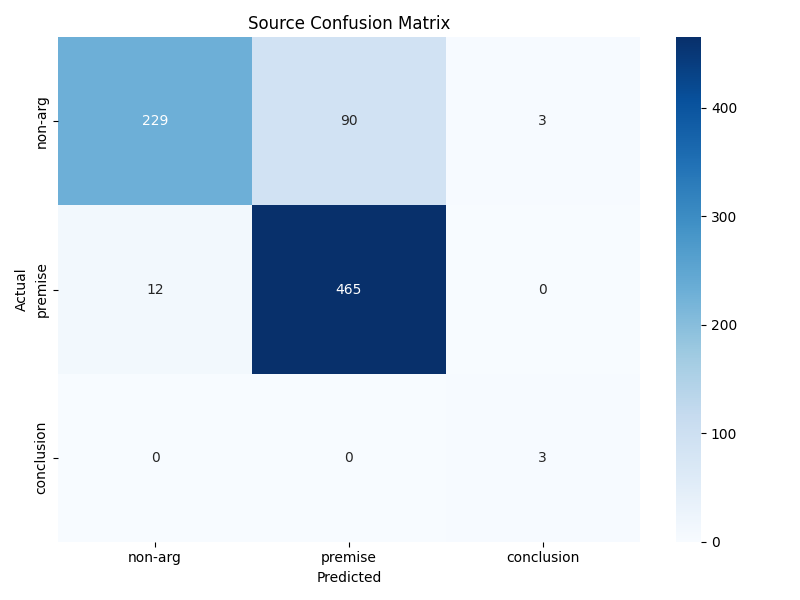 Source Confusion Matrix
non-arg
229
90
3
400
300
Actual
premise
12
465
0
200
100
conclusion
0
0
3
0
non-arg
premise
conclusion
Predicted